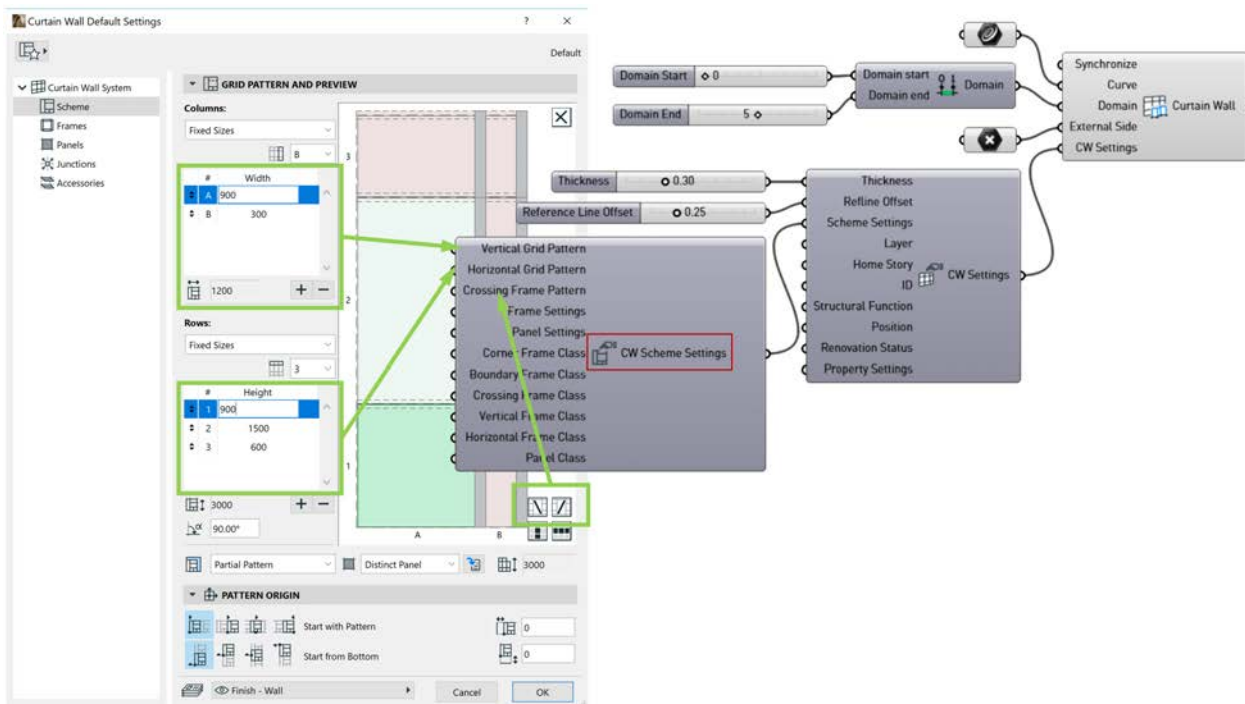 Curtain Wall Default Settings
?
×
Default
Curtain Wall System
Scheme
Frames
Panels
Junctions
Accessories
GRID PATTERN AND PREVIEW
Columns:
Fixed Sizes
B
# Width
A 900
B 300
1200
Rows:
Fixed Sizes
3
# Height
1 900
2 1500
3 600
3000
α
90.00°
3
2
1
A B
Partial Pattern
Distinct Panel
3000
PATTERN ORIGIN
Start with Pattern
0
Start from Bottom
0
Finish - Wall
Cancel
OK
Domain Start 0
Domain End 5
Domain start
Domain end
Domain
Synchronize
Curve
Domain
External Side
CW Settings
Curtain Wall
Thickness 0.30
Reference Line Offset 0.25
Thickness
Refline Offset
Scheme Settings
Layer
Home Story
ID
Structural Function
Position
Renovation Status
Property Settings
CW Settings
Vertical Grid Pattern
Horizontal Grid Pattern
Crossing Frame Pattern
Frame Settings
Panel Settings
Corner Frame Class
Boundary Frame Class
Crossing Frame Class
Vertical Frame Class
Horizontal Frame Class
Panel Class
CW Scheme Settings